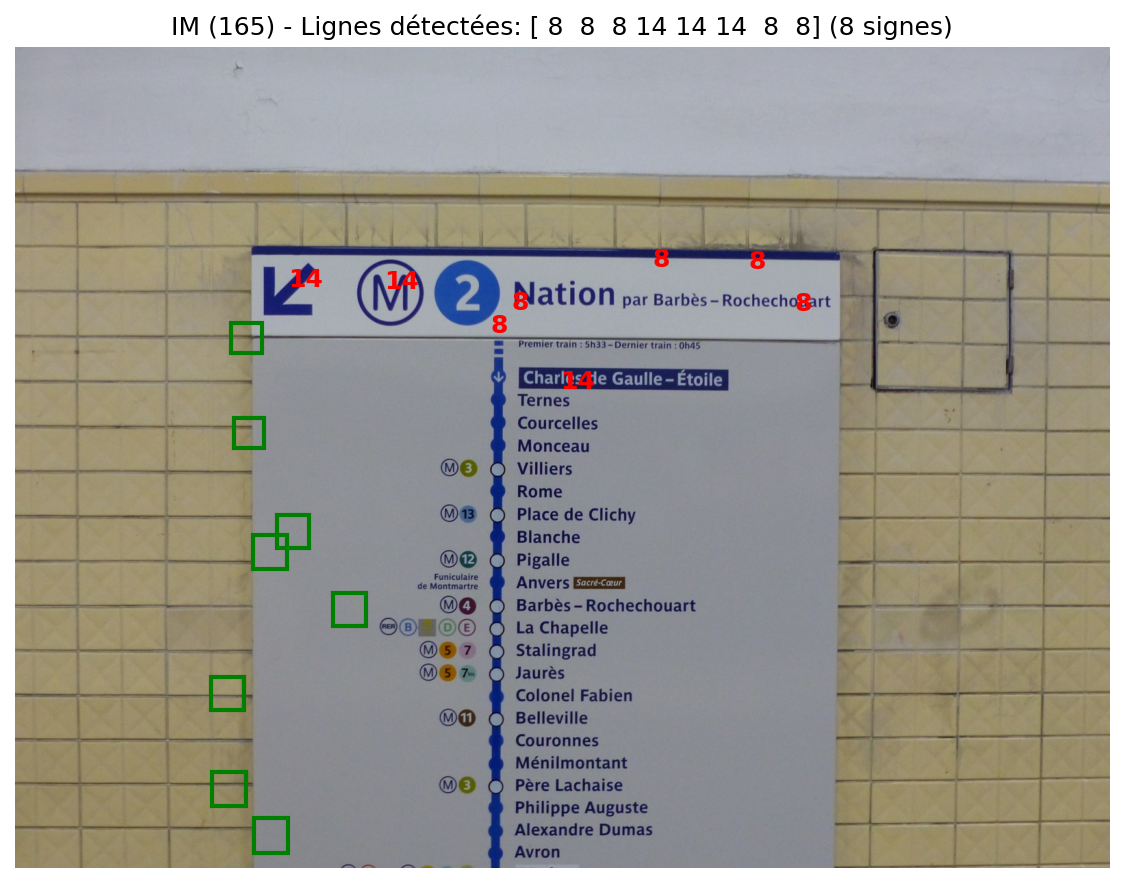 IM (165) - Lignes détectées: [ 8 8 8 14 14 14 8 8] (8 signes)
8 8
14 14 M 2 8 Nation par Barbès – Rochechouart 8
8
Premier train : 5h33 – Dernier train : 0h45
Charles de Gaulle – Étoile 14
Ternes
Courcelles
Monceau
M 3 Villiers
Rome
M 13 Place de Clichy
Blanche
M 12 Pigalle
Funiculaire
de Montmartre Anvers Sacré-Cœur
M 4 Barbès – Rochechouart
RER B D E La Chapelle
M 5 7 Stalingrad
M 5 7bis Jaurès
Colonel Fabien
M 11 Belleville
Couronnes
Ménilmontant
M 3 Père Lachaise
Philippe Auguste
Alexandre Dumas
Avron